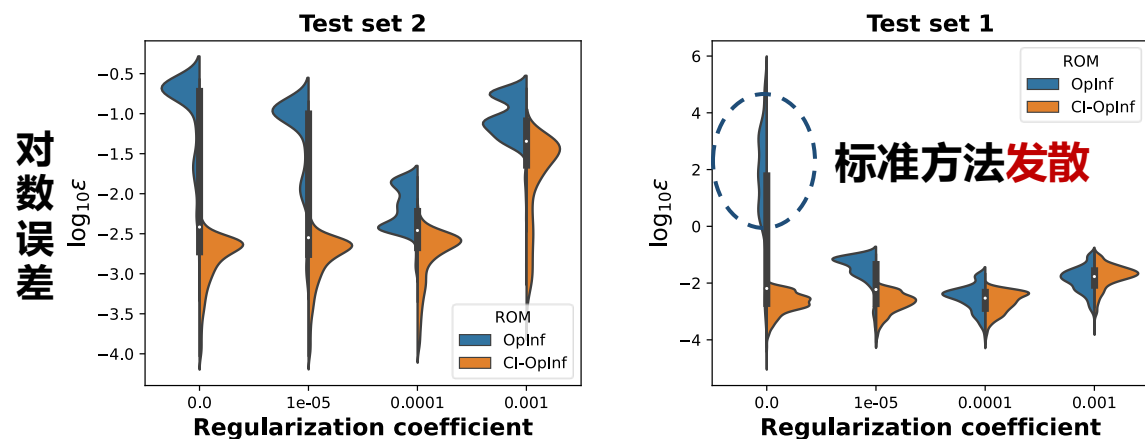 Test set 2
对数误差
log₁₀ε
−0.5
−1.0
−1.5
−2.0
−2.5
−3.0
−3.5
−4.0
ROM
OpInf
CI-OpInf
0.0 1e-05 0.0001 0.001
Regularization coefficient
Test set 1
log₁₀ε
6
4
2
0
−2
−4
ROM
OpInf
CI-OpInf
标准方法发散
0.0 1e-05 0.0001 0.001
Regularization coefficient